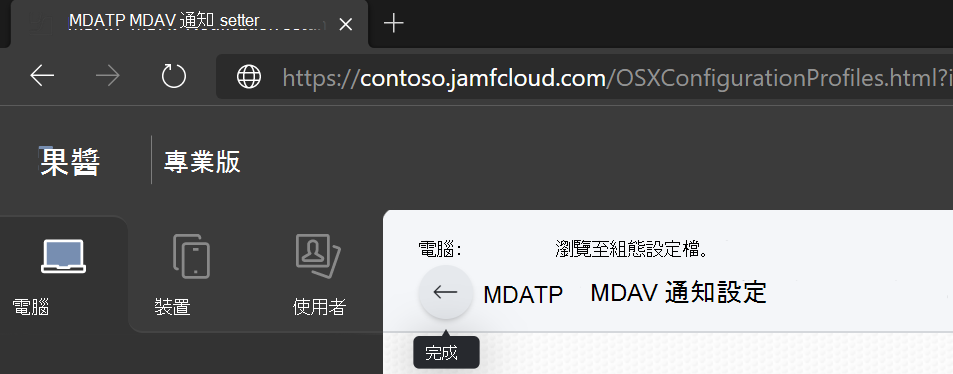 MDATP MDAV 通知 setter
https://contoso.jamfcloud.com/OSXConfigurationProfiles.html?i
果醬 專業版
電腦： 瀏覽至組態設定檔。
MDATP MDAV 通知設定
電腦 裝置 使用者
完成